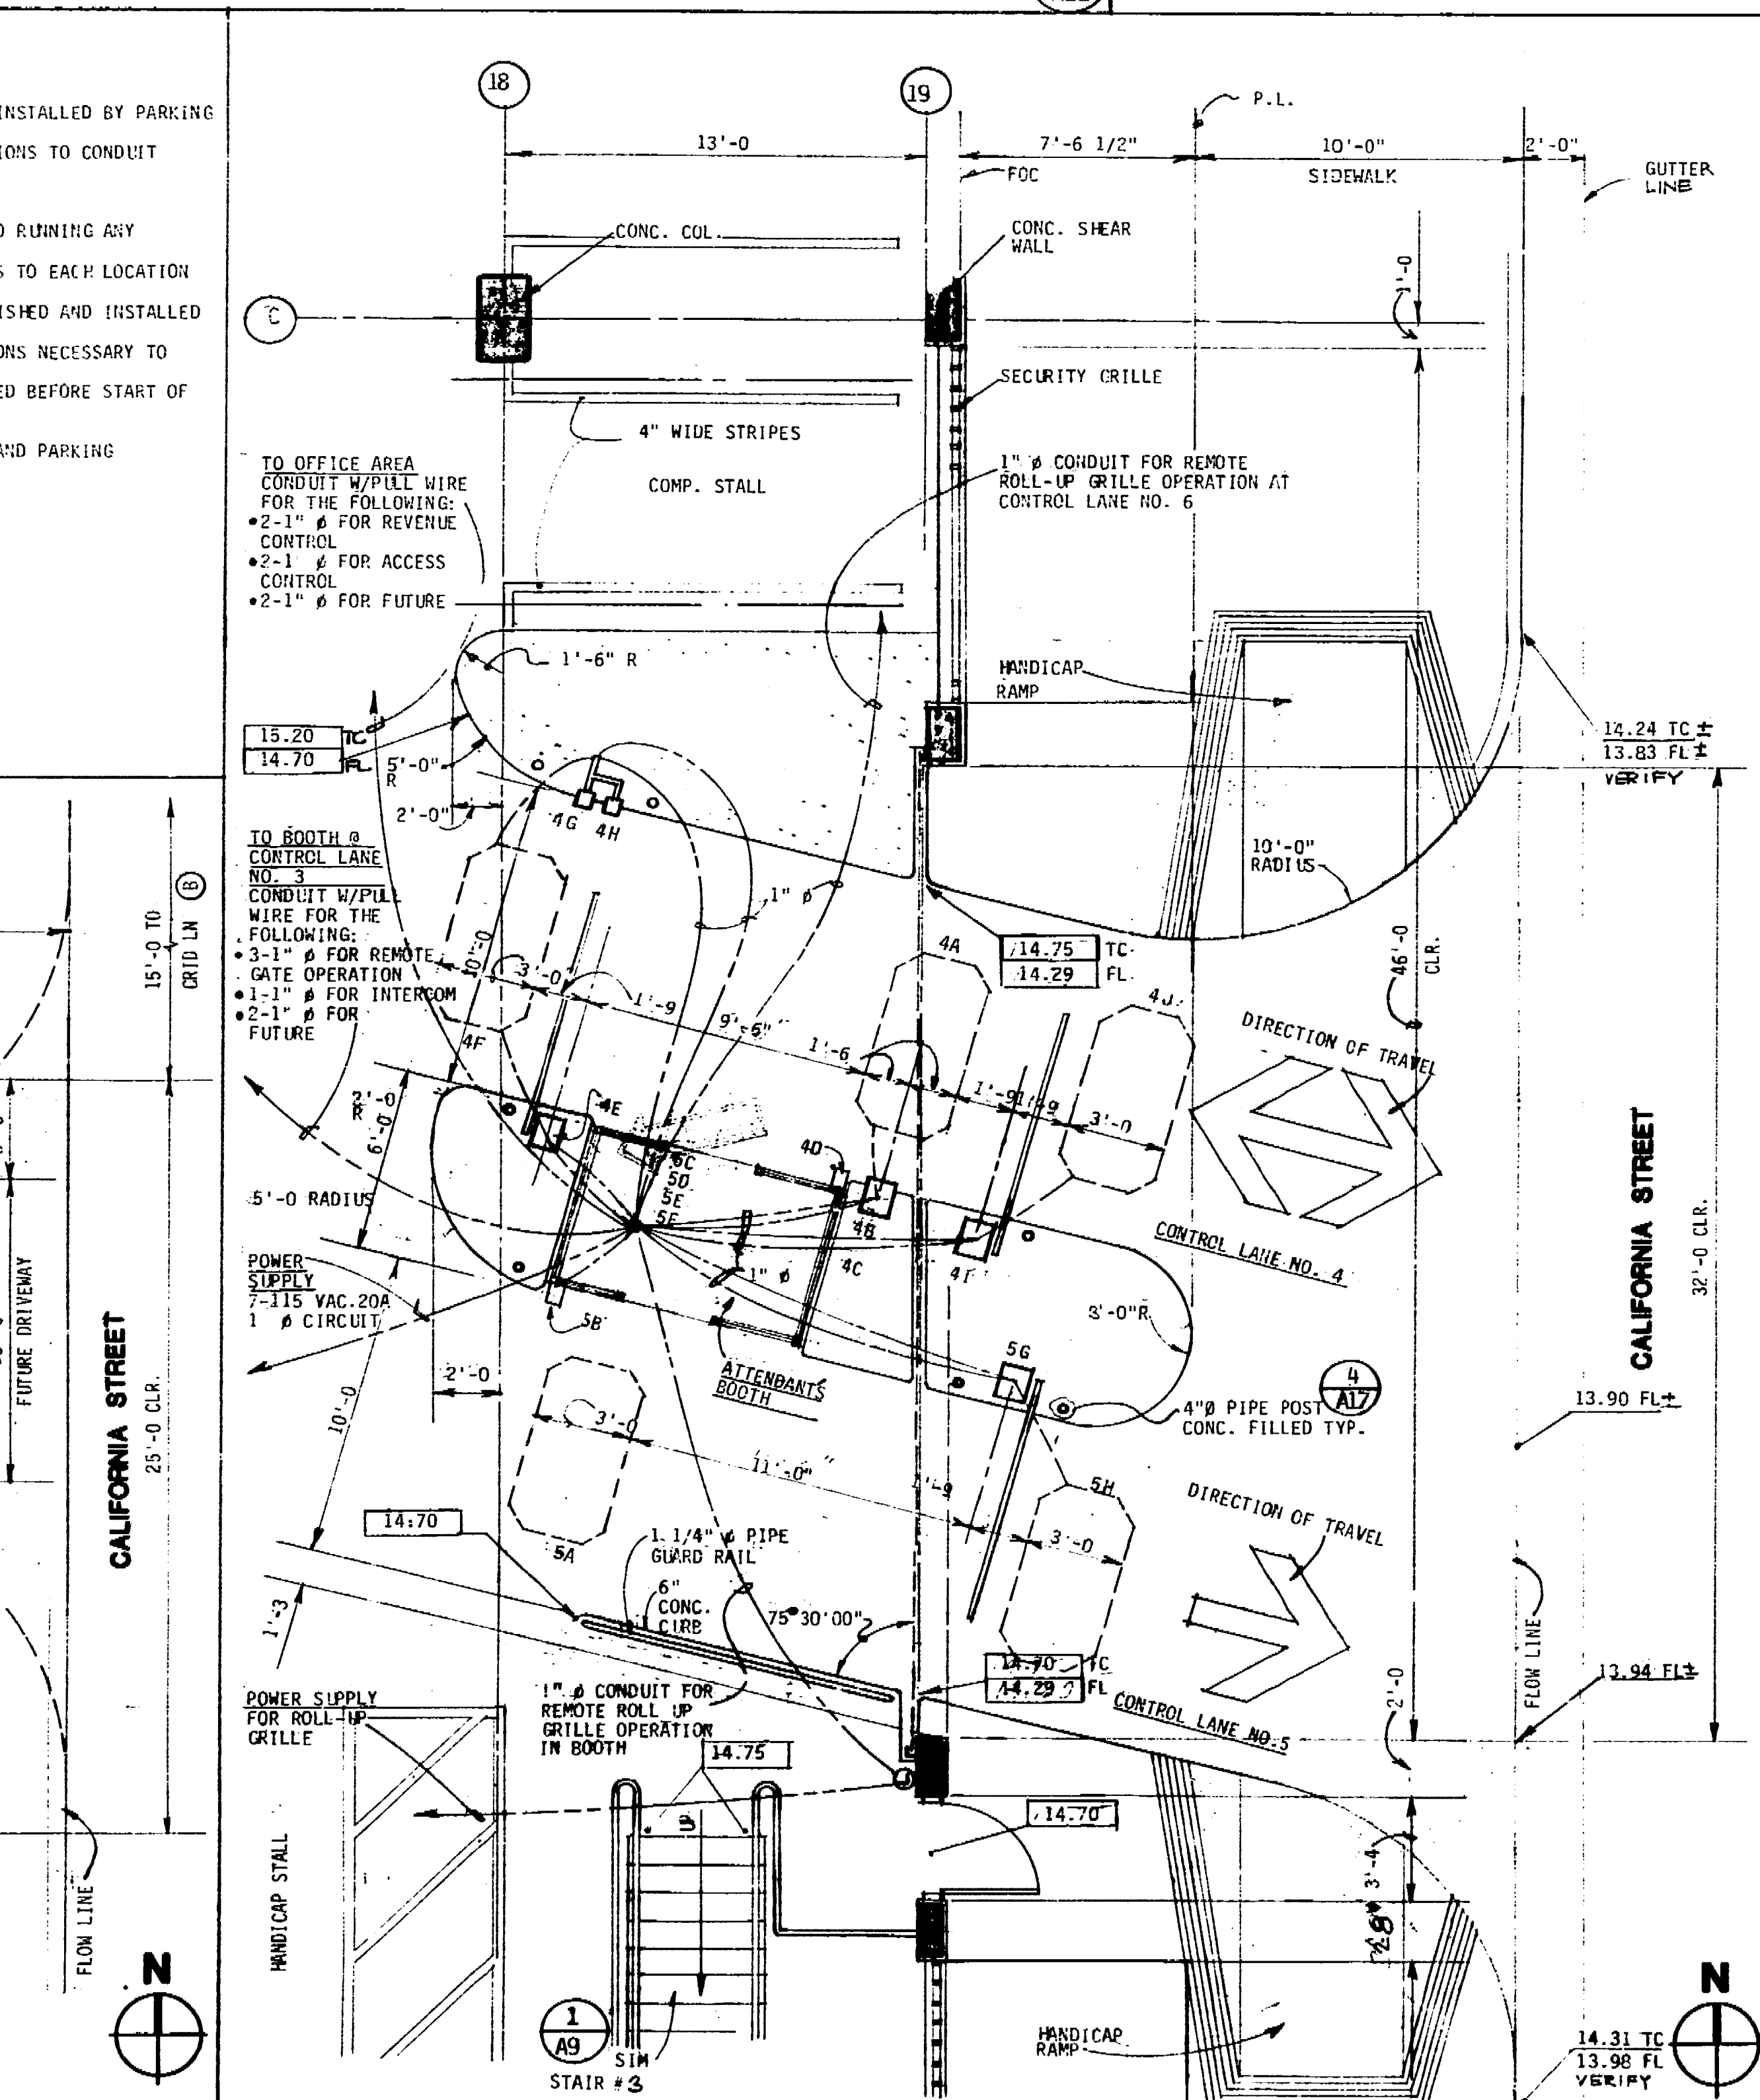 INSTALLED BY PARKING
IONS TO CONDUIT
RUNNING ANY
S TO EACH LOCATION
ISHED AND INSTALLED
ONS NECESSARY TO
ED BEFORE START OF
AND PARKING
18
19
P.L.
13'-0
7'-6 1/2"
10'-0"
2'-0"
FOC
SIDEWALK
GUTTER
LINE
CONC. COL.
CONC. SHEAR
WALL
1'-0
C
SECURITY GRILLE
4" WIDE STRIPES
COMP. STALL
TO OFFICE AREA
CONDUIT W/PULL WIRE
FOR THE FOLLOWING:
•2-1" ø FOR REVENUE
CONTROL
•2-1" ø FOR ACCESS
CONTROL
•2-1" ø FOR FUTURE
1" ø CONDUIT FOR REMOTE
ROLL-UP GRILLE OPERATION AT
CONTROL LANE NO. 6
1'-6" R
HANDICAP
RAMP
15.20 TC
14.70 FL
5'-0"
R
2'-0"
14.24 TC ±
13.83 FL ±
VERIFY
4G 4H
10'-0"
RADIUS
TO BOOTH @
CONTROL LANE
NO. 3
CONDUIT W/PULL
WIRE FOR THE
FOLLOWING:
•3-1" ø FOR REMOTE
GATE OPERATION
•1-1" ø FOR INTERCOM
•2-1" ø FOR
FUTURE
15'-0 TO
GRID LN B
10'-0
1" ø
4A
14.75 TC
14.29 FL
46'-0
CLR.
3'-0
1'-9
9'-6"
1'-6
4J
DIRECTION OF TRAVEL
4F
1'-9
1'-9
3'-0
2'-0
R
6'-0
4E
5C
5D
5E
5F
4D
4B
4C
4I
5'-0 RADIUS
CONTROL LANE NO. 4
POWER
SUPPLY
7-115 VAC.20A
1 ø CIRCUIT
1" ø
5B
3'-0"R
5G
4
A17
CALIFORNIA STREET
32'-0 CLR.
FUTURE DRIVEWAY
CALIFORNIA STREET
25'-0 CLR.
2'-0
ATTENDANTS
BOOTH
4"Ø PIPE POST
CONC. FILLED TYP.
13.90 FL±
10'-0
3'-0
11'-0"
1'-9
5H
3'-0
DIRECTION OF TRAVEL
14.70
5A
1 1/4" ø PIPE
GUARD RAIL
6"
CONC.
CURB
75°30'00"
1'-3
14.70 TC
14.29 FL
CONTROL LANE NO.5
2'-0
FLOW LINE
13.94 FL±
POWER SUPPLY
FOR ROLL-UP
GRILLE
1" ø CONDUIT FOR
REMOTE ROLL UP
GRILLE OPERATION
IN BOOTH
14.75
14.70
UP
3'-4
HANDICAP STALL
FLOW LINE
N
1
A9
SIM
STAIR #3
HANDICAP
RAMP
N
14.31 TC
13.98 FL
VERIFY